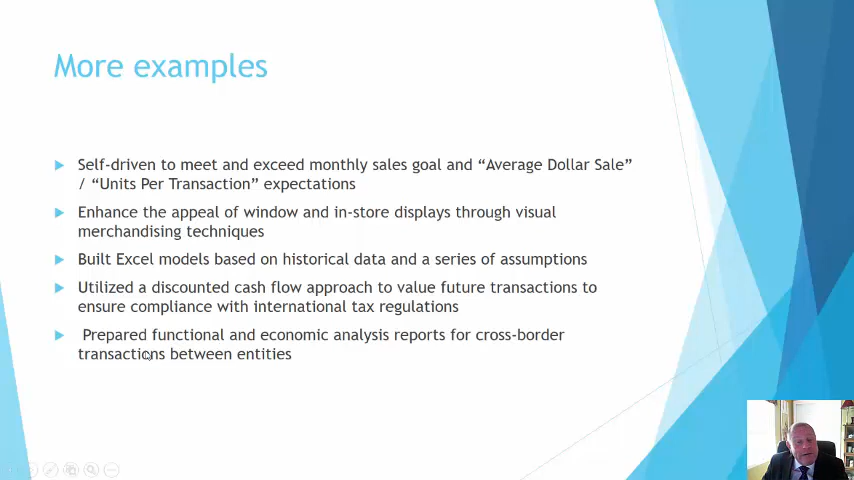 More examples
Self-driven to meet and exceed monthly sales goal and “Average Dollar Sale”
/ “Units Per Transaction” expectations
Enhance the appeal of window and in-store displays through visual
merchandising techniques
Built Excel models based on historical data and a series of assumptions
Utilized a discounted cash flow approach to value future transactions to
ensure compliance with international tax regulations
Prepared functional and economic analysis reports for cross-border
transactions between entities